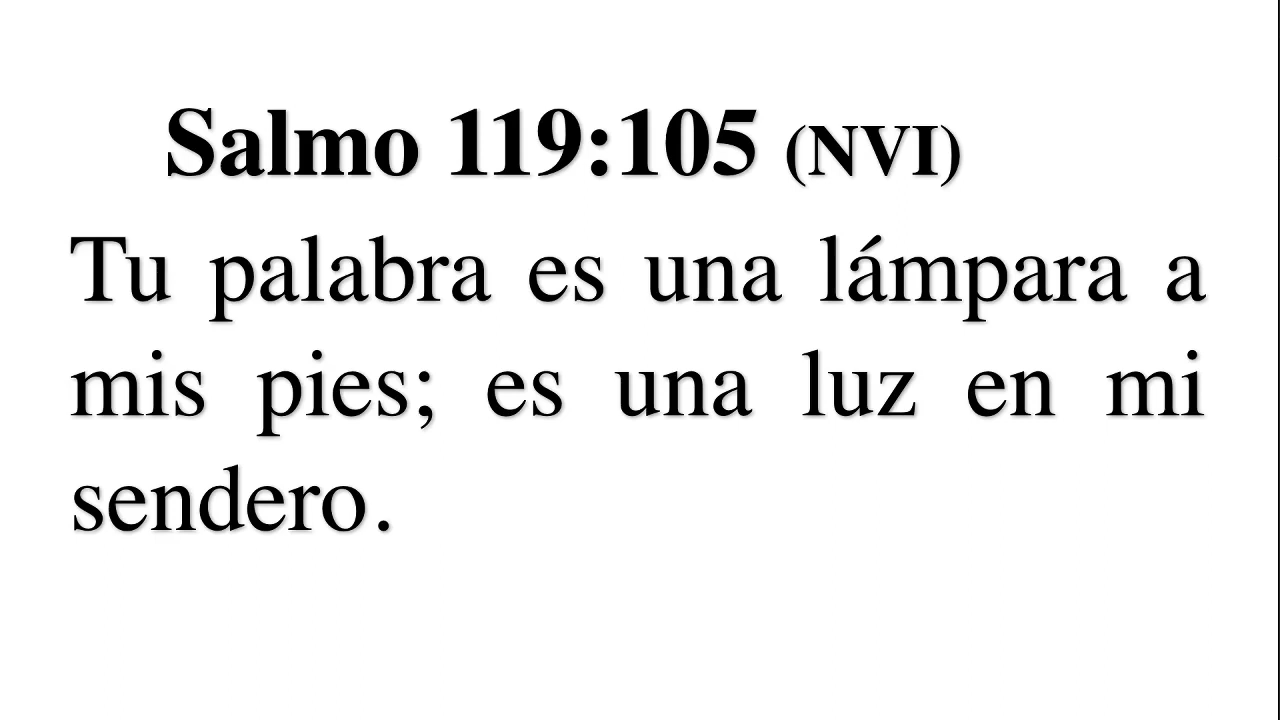 Salmo 119:105 (NVI)
Tu palabra es una lámpara a
mis pies; es una luz en mi
sendero.